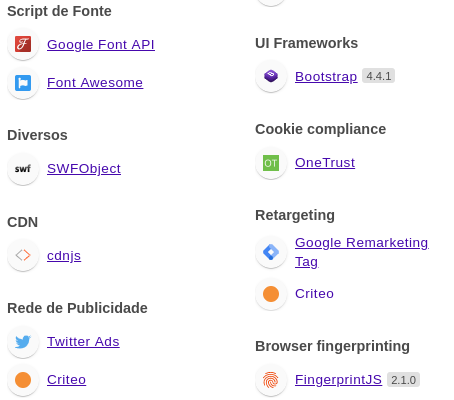 Script de Fonte
Google Font API
Font Awesome
Diversos
swf SWFObject
CDN
cdnjs
Rede de Publicidade
Twitter Ads
Criteo
UI Frameworks
Bootstrap 4.4.1
Cookie compliance
OT OneTrust
Retargeting
Google Remarketing
Tag
Criteo
Browser fingerprinting
FingerprintJS 2.1.0